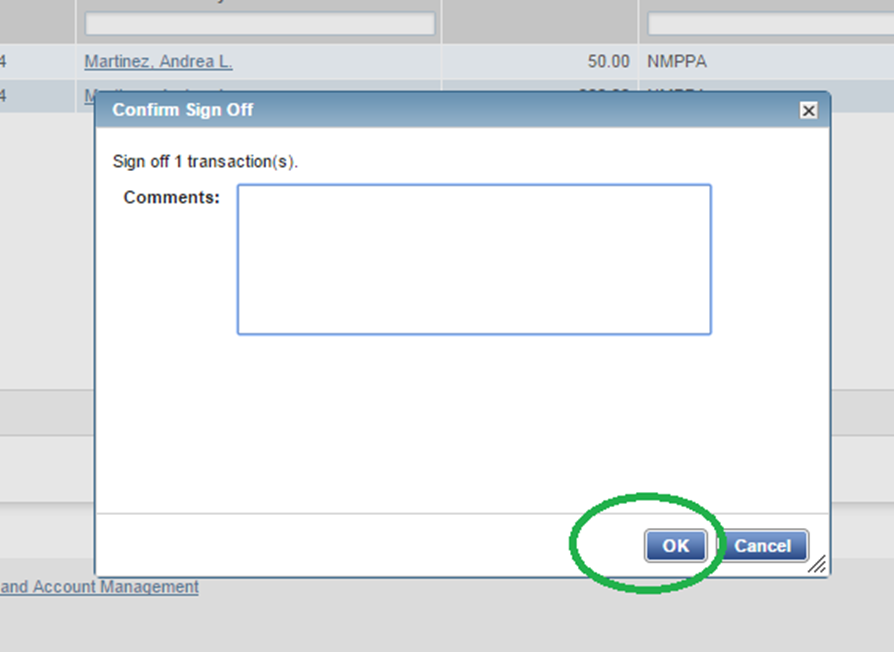 4 Martinez, Andrea L. 50.00 NMPPA
4
Confirm Sign Off
Sign off 1 transaction(s).
Comments:
OK Cancel
and Account Management